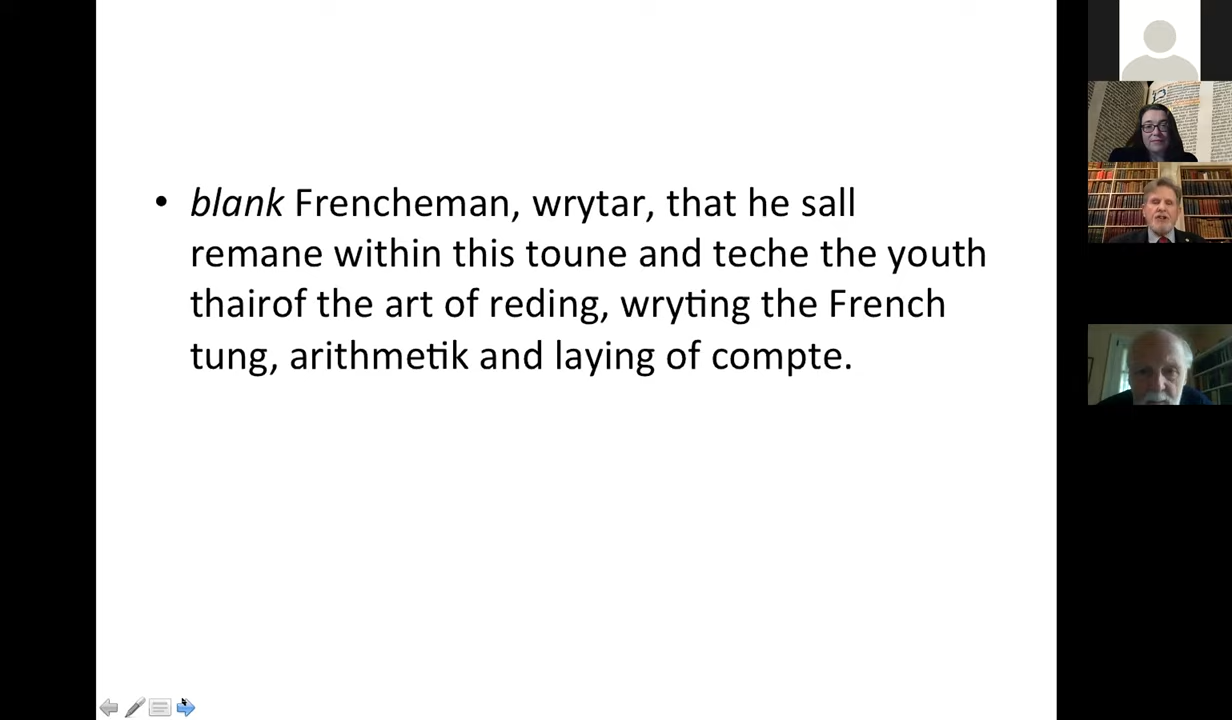 • blank Frencheman, wrytar, that he sall
remane within this toune and teche the youth
thairof the art of reding, wryting the French
tung, arithmetik and laying of compte.